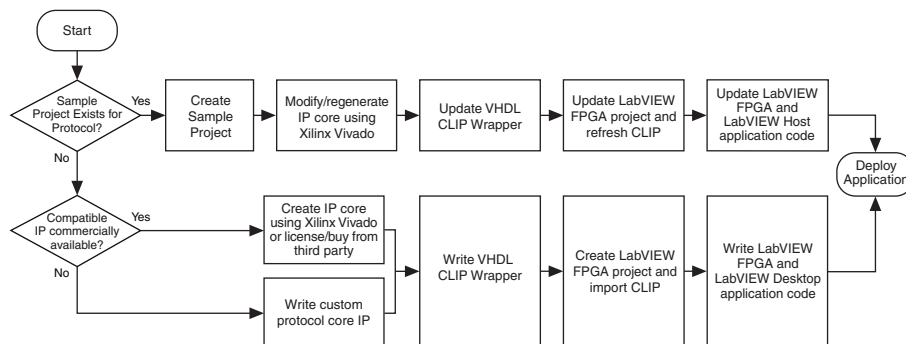 Start
Sample
Project Exists for
Protocol?
Yes
No
Create
Sample
Project
Modify/regenerate
IP core using
Xilinx Vivado
Update VHDL
CLIP Wrapper
Update LabVIEW
FPGA project and
refresh CLIP
Update LabVIEW
FPGA and
LabVIEW Host
application code
Deploy
Application
Compatible
IP commercially
available?
Yes
No
Create IP core
using Xilinx Vivado
or license/buy from
third party
Write custom
protocol core IP
Write VHDL
CLIP Wrapper
Create LabVIEW
FPGA project and
import CLIP
Write LabVIEW
FPGA and
LabVIEW Desktop
application code